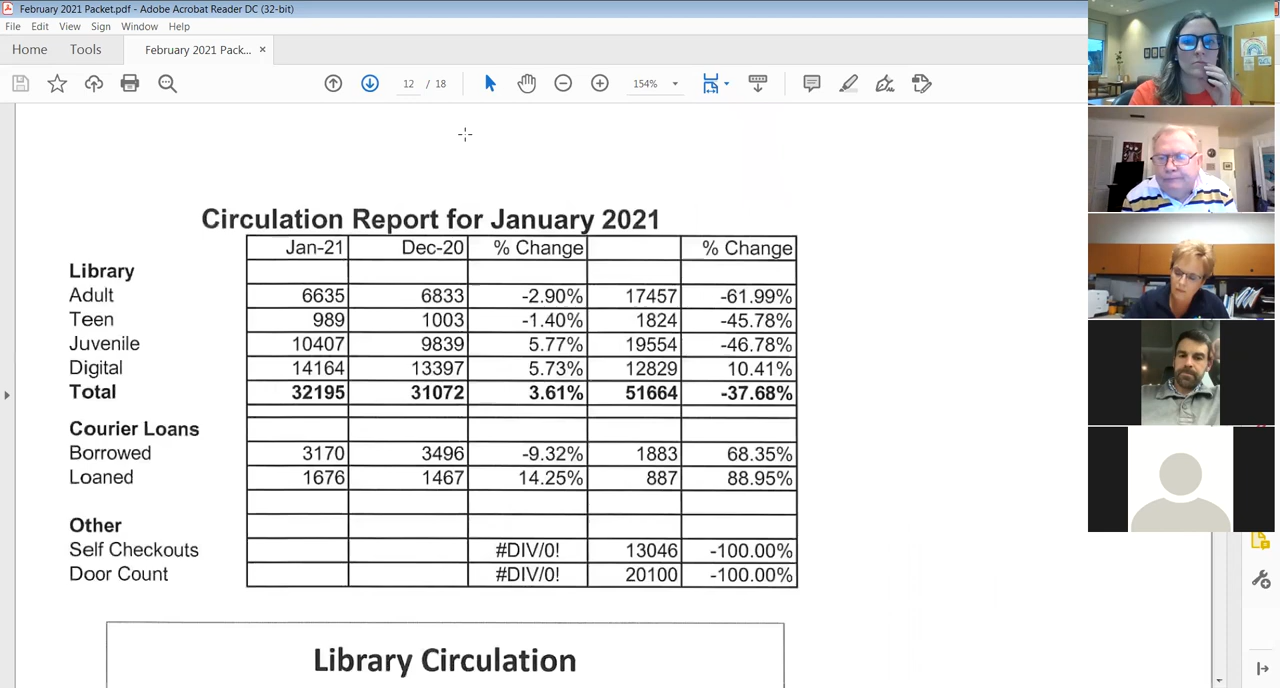 February 2021 Packet.pdf - Adobe Acrobat Reader DC (32-bit)
File Edit View Sign Window Help
Home Tools February 2021 Pack... ×
12 / 18 154%
Circulation Report for January 2021
Jan-21 Dec-20 % Change % Change
Library
Adult 6635 6833 -2.90% 17457 -61.99%
Teen 989 1003 -1.40% 1824 -45.78%
Juvenile 10407 9839 5.77% 19554 -46.78%
Digital 14164 13397 5.73% 12829 10.41%
Total 32195 31072 3.61% 51664 -37.68%
Courier Loans
Borrowed 3170 3496 -9.32% 1883 68.35%
Loaned 1676 1467 14.25% 887 88.95%
Other
Self Checkouts #DIV/0! 13046 -100.00%
Door Count #DIV/0! 20100 -100.00%
Library Circulation